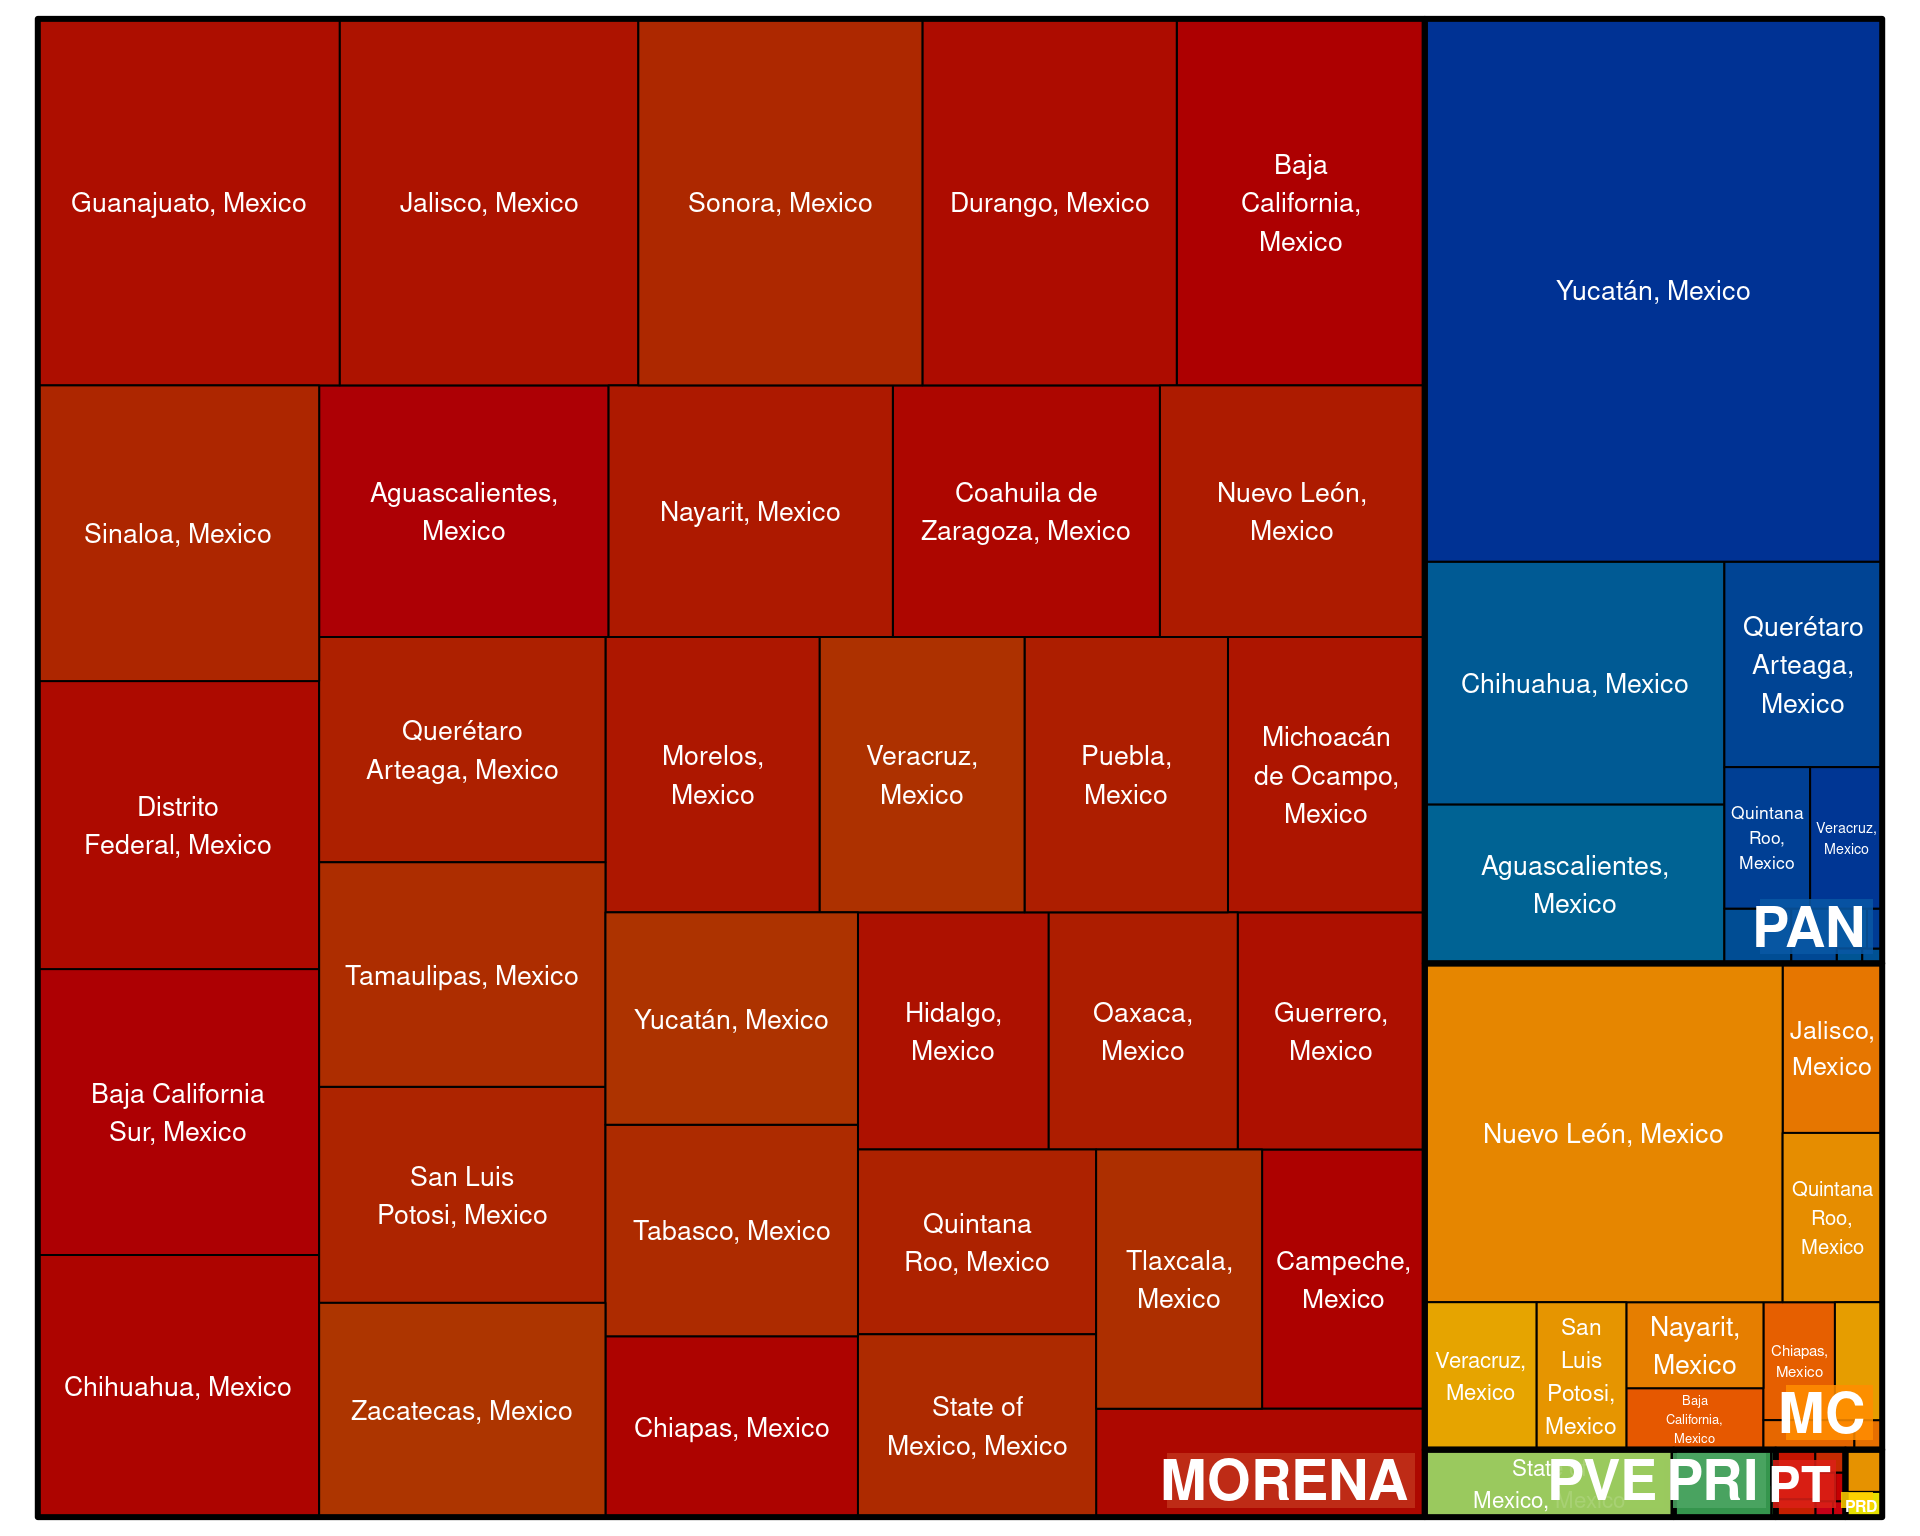 Guanajuato, Mexico
Jalisco, Mexico
Sonora, Mexico
Durango, Mexico
Baja
California,
Mexico
Sinaloa, Mexico
Aguascalientes,
Mexico
Nayarit, Mexico
Coahuila de
Zaragoza, Mexico
Nuevo León,
Mexico
Distrito
Federal, Mexico
Querétaro
Arteaga, Mexico
Morelos,
Mexico
Veracruz,
Mexico
Puebla,
Mexico
Michoacán
de Ocampo,
Mexico
Baja California
Sur, Mexico
Tamaulipas, Mexico
Yucatán, Mexico
Hidalgo,
Mexico
Oaxaca,
Mexico
Guerrero,
Mexico
San Luis
Potosi, Mexico
Tabasco, Mexico
Quintana
Roo, Mexico
Tlaxcala,
Mexico
Campeche,
Mexico
Chihuahua, Mexico
Zacatecas, Mexico
Chiapas, Mexico
State of
Mexico, Mexico
MORENA
Yucatán, Mexico
Chihuahua, Mexico
Querétaro
Arteaga,
Mexico
Aguascalientes,
Mexico
Quintana
Roo,
Mexico
Veracruz,
Mexico
PAN
Nuevo León, Mexico
Jalisco,
Mexico
Quintana
Roo,
Mexico
Veracruz,
Mexico
San
Luis
Potosi,
Mexico
Nayarit,
Mexico
Baja
California,
Mexico
Chiapas,
Mexico
MC
Stat
Mexico, Mexico
PVE
PRI
PT
PRD